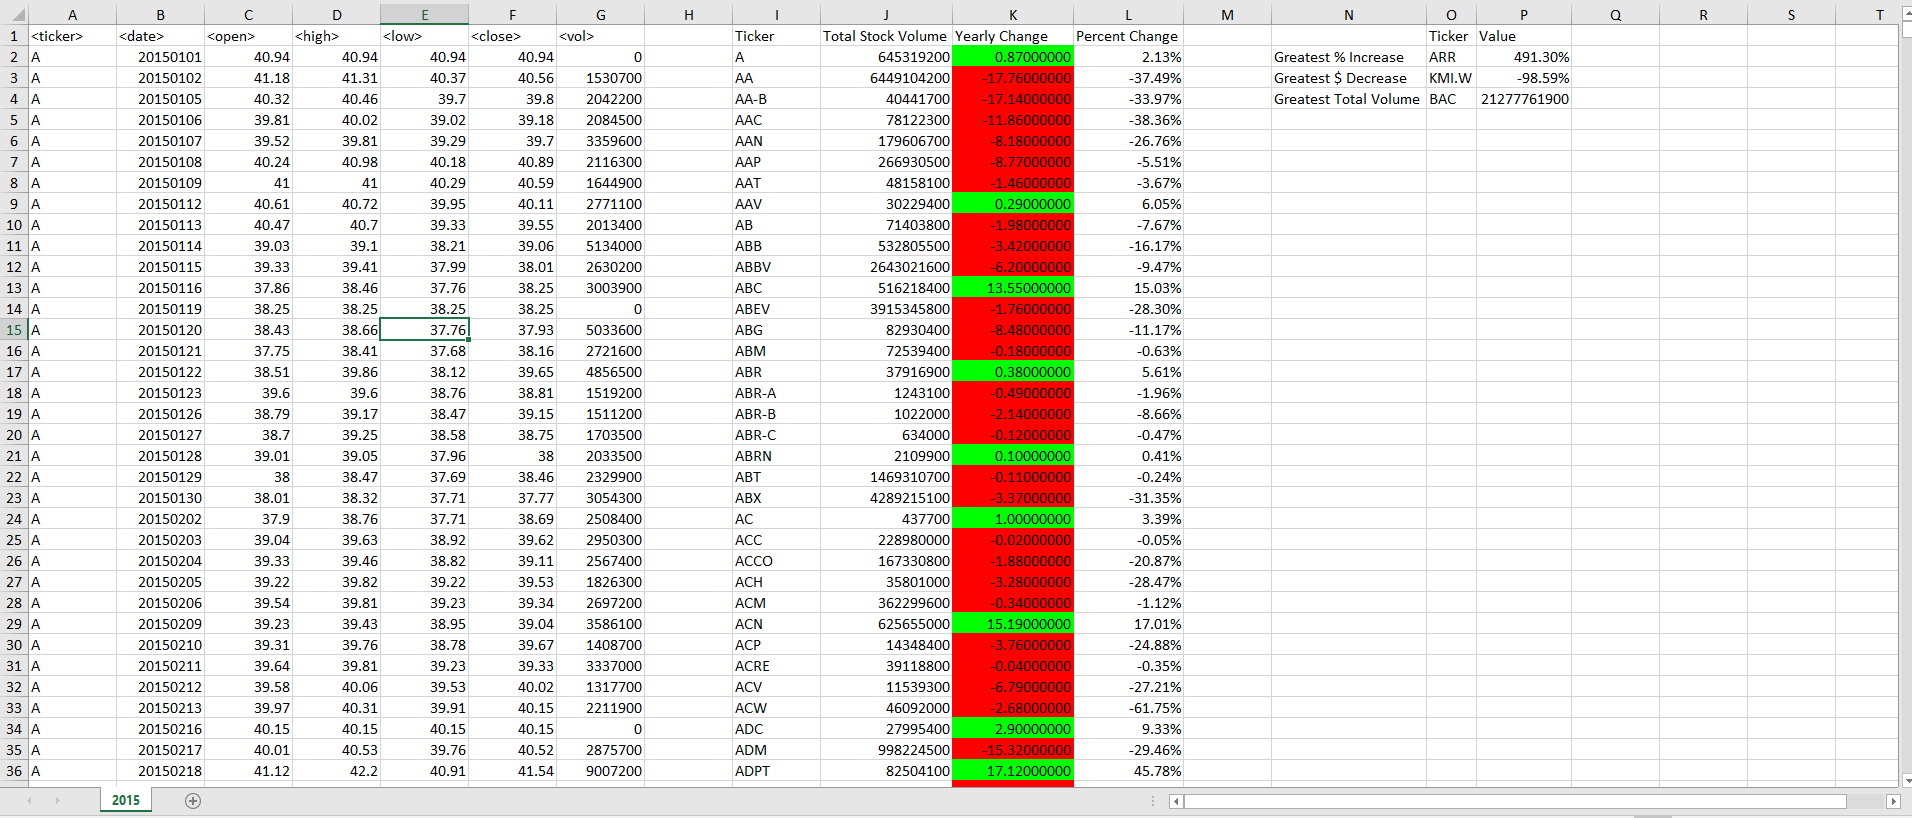 A B C D E F G H I J K L M N O P Q R S T
1 <ticker> <date> <open> <high> <low> <close> <vol> Ticker Total Stock Volume Yearly Change Percent Change Ticker Value
2 A 20150101 40.94 40.94 40.94 40.94 0 A 645319200 0.87000000 2.13% Greatest % Increase ARR 491.30%
3 A 20150102 41.18 41.31 40.37 40.56 1530700 AA 6449104200 -17.76000000 -37.49% Greatest $ Decrease KMI.W -98.59%
4 A 20150105 40.32 40.46 39.7 39.8 2042200 AA-B 40441700 -17.14000000 -33.97% Greatest Total Volume BAC 21277761900
5 A 20150106 39.81 40.02 39.02 39.18 2084500 AAC 78122300 -11.86000000 -38.36%
6 A 20150107 39.52 39.81 39.29 39.7 3359600 AAN 179606700 -8.18000000 -26.76%
7 A 20150108 40.24 40.98 40.18 40.89 2116300 AAP 266930500 -8.77000000 -5.51%
8 A 20150109 41 41 40.29 40.59 1644900 AAT 48158100 -1.46000000 -3.67%
9 A 20150112 40.61 40.72 39.95 40.11 2771100 AAV 30229400 0.29000000 6.05%
10 A 20150113 40.47 40.7 39.33 39.55 2013400 AB 71403800 -1.98000000 -7.67%
11 A 20150114 39.03 39.1 38.21 39.06 5134000 ABB 532805500 -3.42000000 -16.17%
12 A 20150115 39.33 39.41 37.99 38.01 2630200 ABBV 2643021600 -6.20000000 -9.47%
13 A 20150116 37.86 38.46 37.76 38.25 3003900 ABC 516218400 13.55000000 15.03%
14 A 20150119 38.25 38.25 38.25 38.25 0 ABEV 3915345800 -1.76000000 -28.30%
15 A 20150120 38.43 38.66 37.76 37.93 5033600 ABG 82930400 -8.48000000 -11.17%
16 A 20150121 37.75 38.41 37.68 38.16 2721600 ABM 72539400 -0.18000000 -0.63%
17 A 20150122 38.51 39.86 38.12 39.65 4856500 ABR 37916900 0.38000000 5.61%
18 A 20150123 39.6 39.6 38.76 38.81 1519200 ABR-A 1243100 -0.49000000 -1.96%
19 A 20150126 38.79 39.17 38.47 39.15 1511200 ABR-B 1022000 -2.14000000 -8.66%
20 A 20150127 38.7 39.25 38.58 38.75 1703500 ABR-C 634000 -0.12000000 -0.47%
21 A 20150128 39.01 39.05 37.96 38 2033500 ABRN 2109900 0.10000000 0.41%
22 A 20150129 38 38.47 37.69 38.46 2329900 ABT 1469310700 -0.11000000 -0.24%
23 A 20150130 38.01 38.32 37.71 37.77 3054300 ABX 4289215100 -3.37000000 -31.35%
24 A 20150202 37.9 38.76 37.71 38.69 2508400 AC 437700 1.00000000 3.39%
25 A 20150203 39.04 39.63 38.92 39.62 2950300 ACC 228980000 -0.02000000 -0.05%
26 A 20150204 39.33 39.46 38.82 39.11 2567400 ACCO 167330800 -1.88000000 -20.87%
27 A 20150205 39.22 39.82 39.22 39.53 1826300 ACH 35801000 -3.28000000 -28.47%
28 A 20150206 39.54 39.81 39.23 39.34 2697200 ACM 362299600 -0.34000000 -1.12%
29 A 20150209 39.23 39.43 38.95 39.04 3586100 ACN 625655000 15.19000000 17.01%
30 A 20150210 39.31 39.76 38.78 39.67 1408700 ACP 14348400 -3.76000000 -24.88%
31 A 20150211 39.64 39.81 39.23 39.33 3337000 ACRE 39118800 -0.04000000 -0.35%
32 A 20150212 39.58 40.06 39.53 40.02 1317700 ACV 11539300 -6.79000000 -27.21%
33 A 20150213 39.97 40.31 39.91 40.15 2211900 ACW 46092000 -2.68000000 -61.75%
34 A 20150216 40.15 40.15 40.15 40.15 0 ADC 27995400 2.90000000 9.33%
35 A 20150217 40.01 40.53 39.76 40.52 2875700 ADM 998224500 -15.32000000 -29.46%
36 A 20150218 41.12 42.2 40.91 41.54 9007200 ADPT 82504100 17.12000000 45.78%
2015